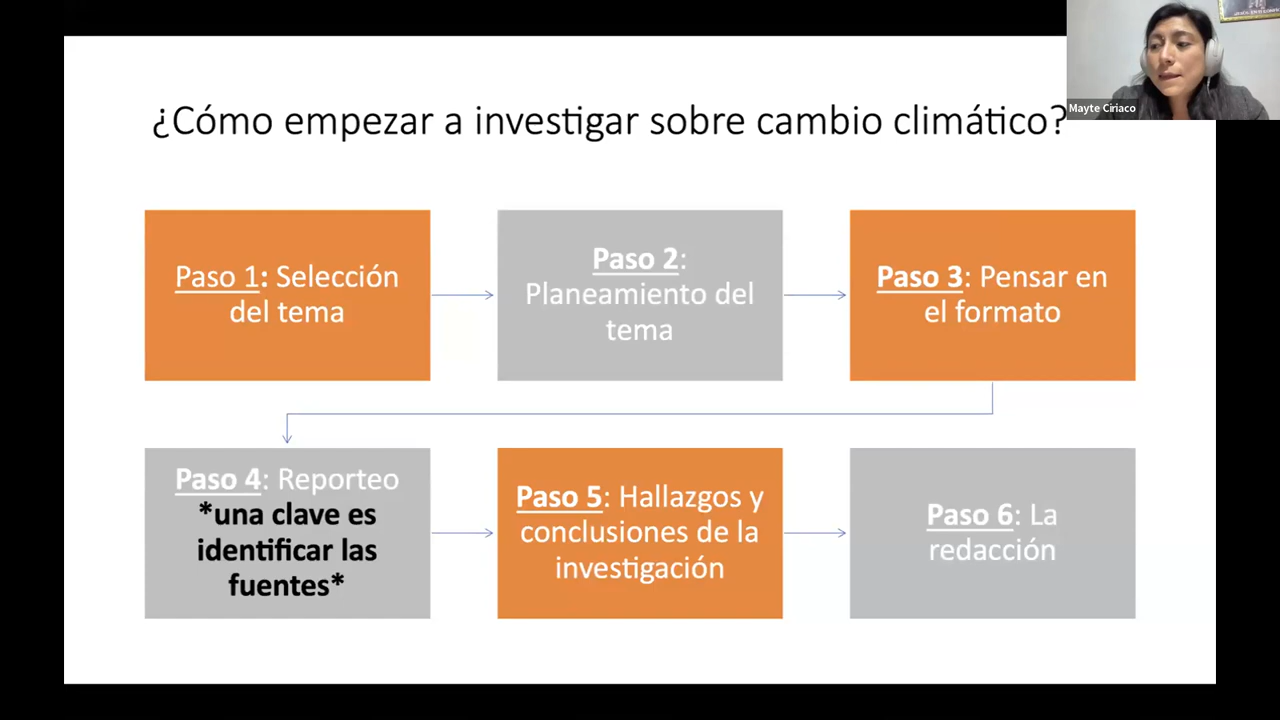 Mayte Ciriaco
¿Cómo empezar a investigar sobre cambio climático?
Paso 1: Selección
del tema
Paso 2:
Planeamiento del
tema
Paso 3: Pensar en
el formato
Paso 4: Reporteo
*una clave es
identificar las
fuentes*
Paso 5: Hallazgos y
conclusiones de la
investigación
Paso 6: La
redacción